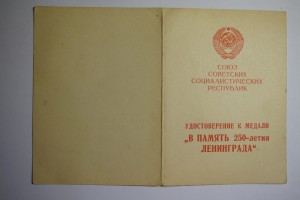 СОЮЗ
СОВЕТСКИХ
СОЦИАЛИСТИЧЕСКИХ
РЕСПУБЛИК
УДОСТОВЕРЕНИЕ К МЕДАЛИ
„В ПАМЯТЬ 250-летия
ЛЕНИНГРАДА“